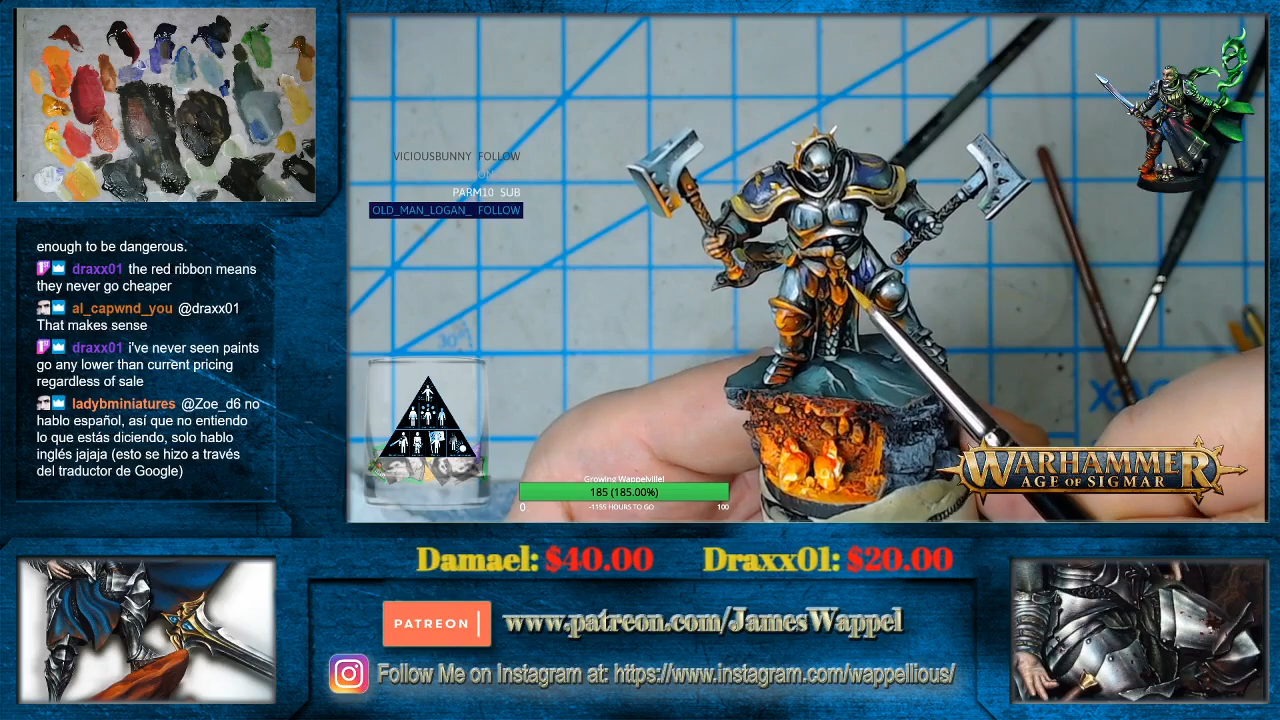 enough to be dangerous.
draxx01 the red ribbon means
they never go cheaper
al_capwnd_you @draxx01
That makes sense
draxx01 i've never seen paints
go any lower than current pricing
regardless of sale
ladybminiatures @Zoe_d6 no
hablo español, así que no entiendo
lo que estás diciendo, solo hablo
inglés jajaja (esto se hizo a través
del traductor de Google)
VICIOUSBUNNY FOLLOW
PARM10 SUB
OLD_MAN_LOGAN_ FOLLOW
30°
Growing Wappelville!
185 (185.00%)
0 -1155 HOURS TO GO 100
WARHAMMER
AGE OF SIGMAR
Damael: $40.00 Draxx01: $20.00
PATREON www.patreon.com/JamesWappel
Follow Me on Instagram at: https://www.instagram.com/wappellious/